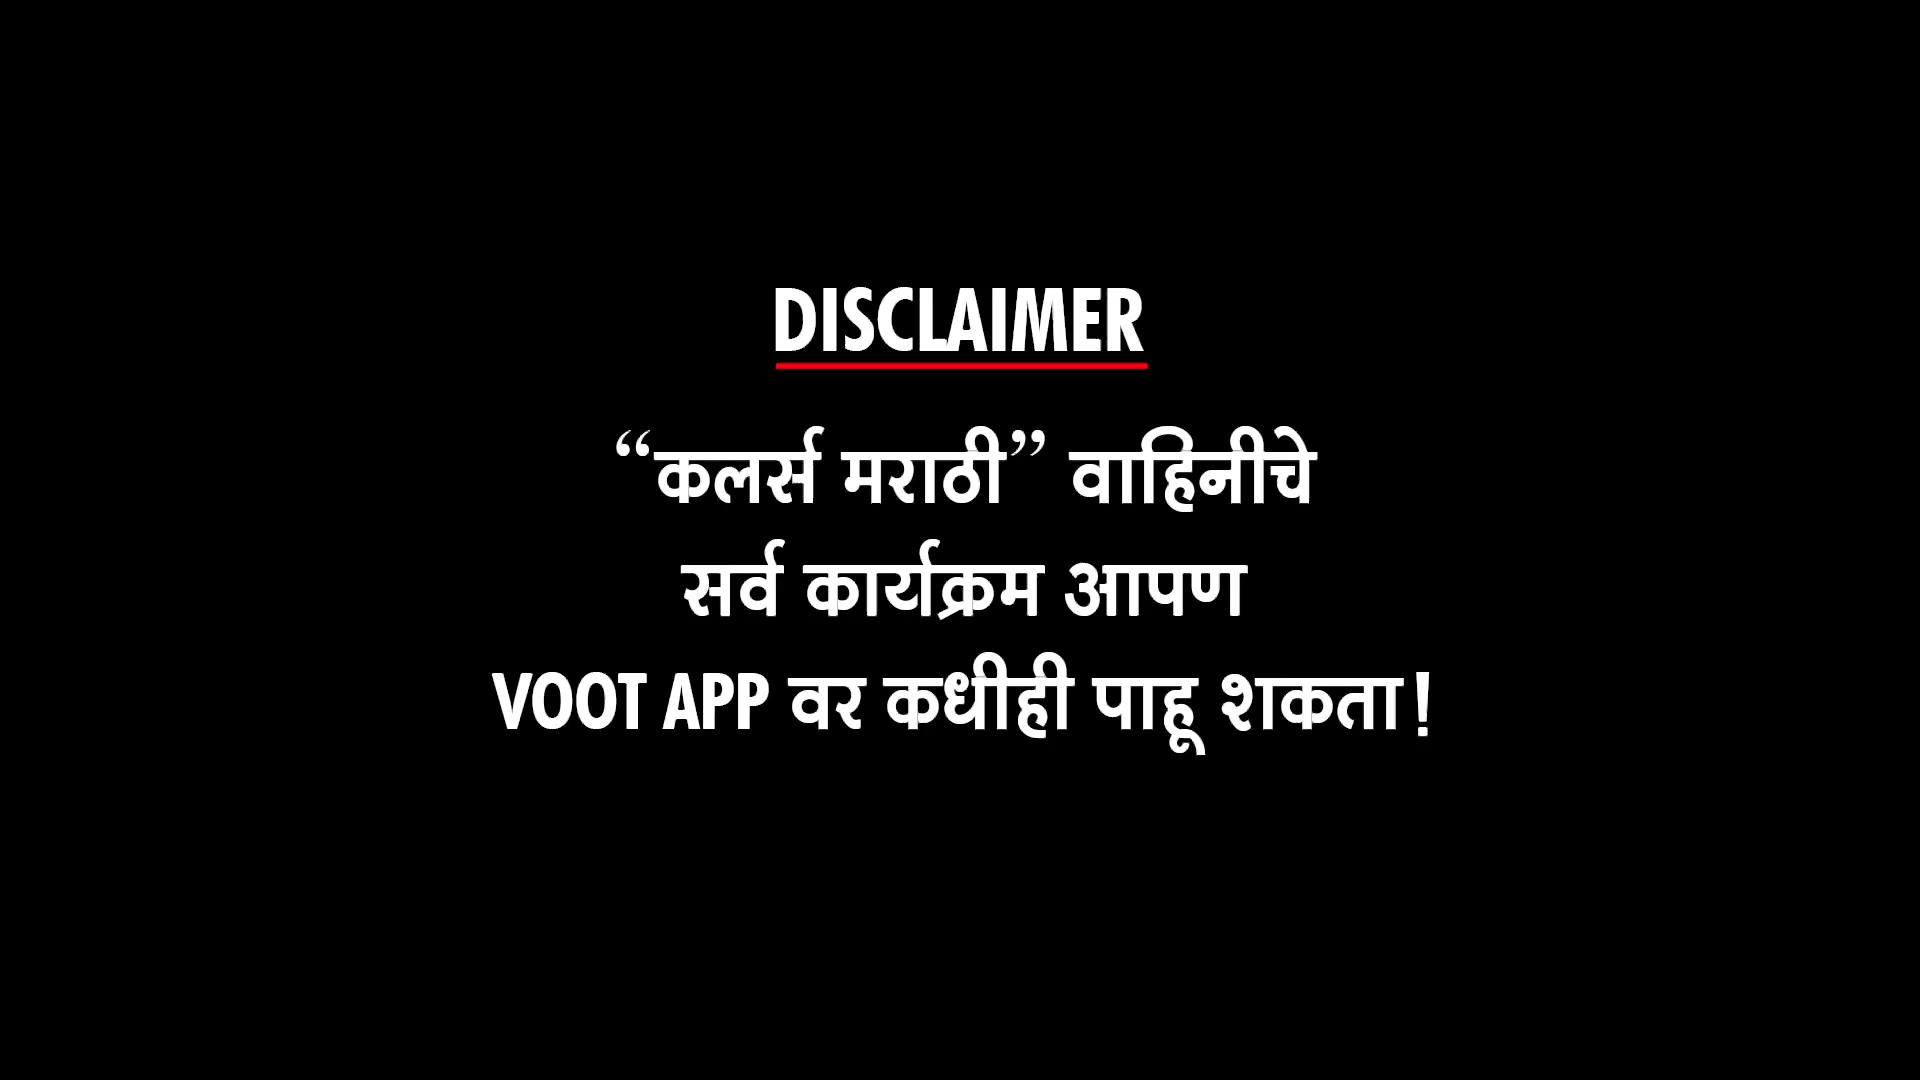 DISCLAIMER
“कलर्स मराठी” वाहिनीचे
सर्व कार्यक्रम आपण
VOOT APP वर कधीही पाहू शकता!